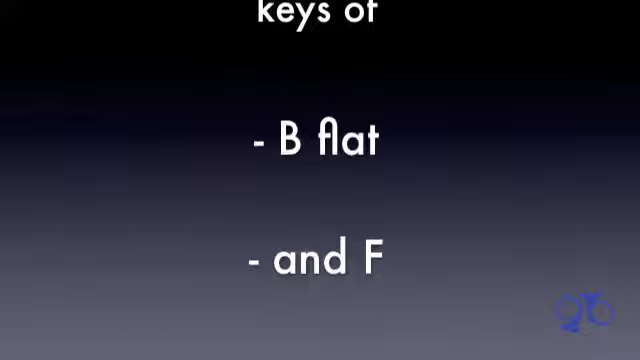 keys of
- B flat
- and F